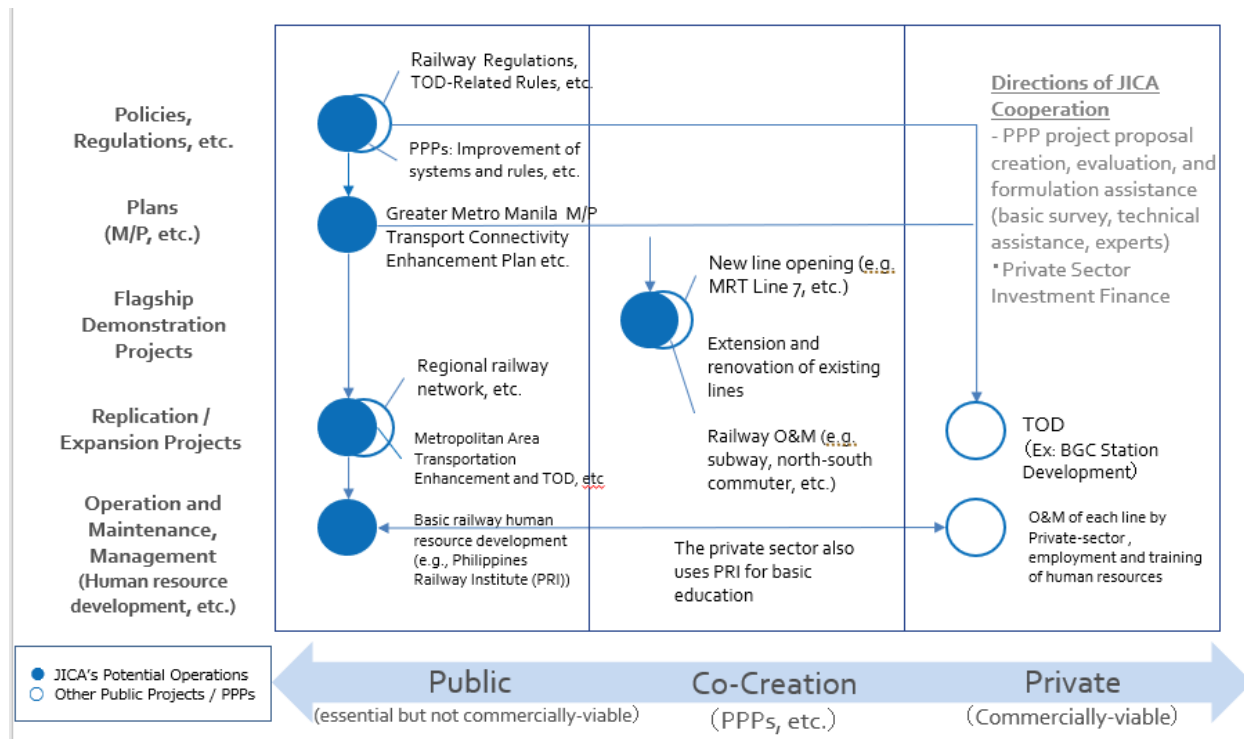 Policies,
Regulations, etc.
Plans
(M/P, etc.)
Flagship
Demonstration
Projects
Replication /
Expansion Projects
Operation and
Maintenance,
Management
(Human resource
development, etc.)
Railway Regulations,
TOD-Related Rules, etc.
PPPs: Improvement of
systems and rules, etc.
Greater Metro Manila M/P
Transport Connectivity
Enhancement Plan etc.
Regional railway
network, etc.
Metropolitan Area
Transportation
Enhancement and TOD, etc
Basic railway human
resource development
(e.g., Philippines
Railway Institute (PRI))
New line opening (e.g.
MRT Line 7, etc.)
Extension and
renovation of existing
lines
Railway O&M (e.g.
subway, north-south
commuter, etc.)
The private sector also
uses PRI for basic
education
Directions of JICA
Cooperation
- PPP project proposal
creation, evaluation, and
formulation assistance
(basic survey, technical
assistance, experts)
・Private Sector
Investment Finance
TOD
(Ex: BGC Station
Development)
O&M of each line by
Private-sector ,
employment and training
of human resources
JICA's Potential Operations
Other Public Projects / PPPs
Public
(essential but not commercially-viable)
Co-Creation
(PPPs, etc.)
Private
(Commercially-viable)